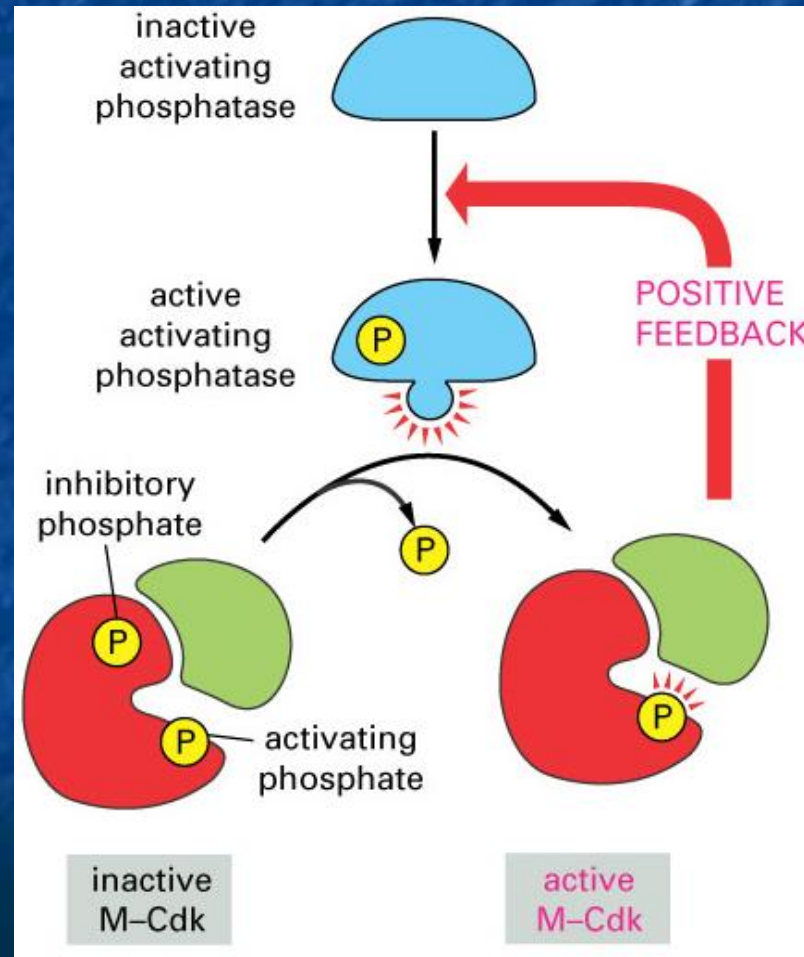 inactive
activating
phosphatase
active
activating
phosphatase
P
POSITIVE
FEEDBACK
inhibitory
phosphate
P
P
P
activating
phosphate
P
inactive
M–Cdk
active
M–Cdk